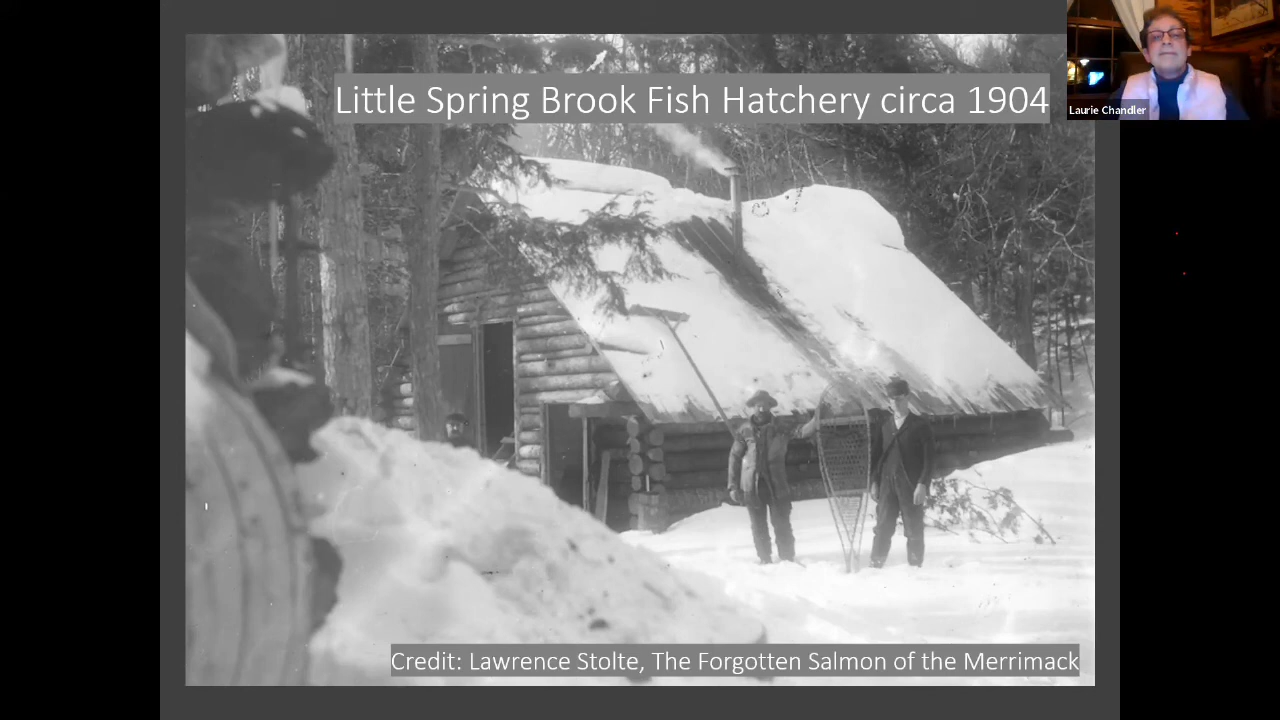 Little Spring Brook Fish Hatchery circa 1904
Laurie Chandler
Credit: Lawrence Stolte, The Forgotten Salmon of the Merrimack